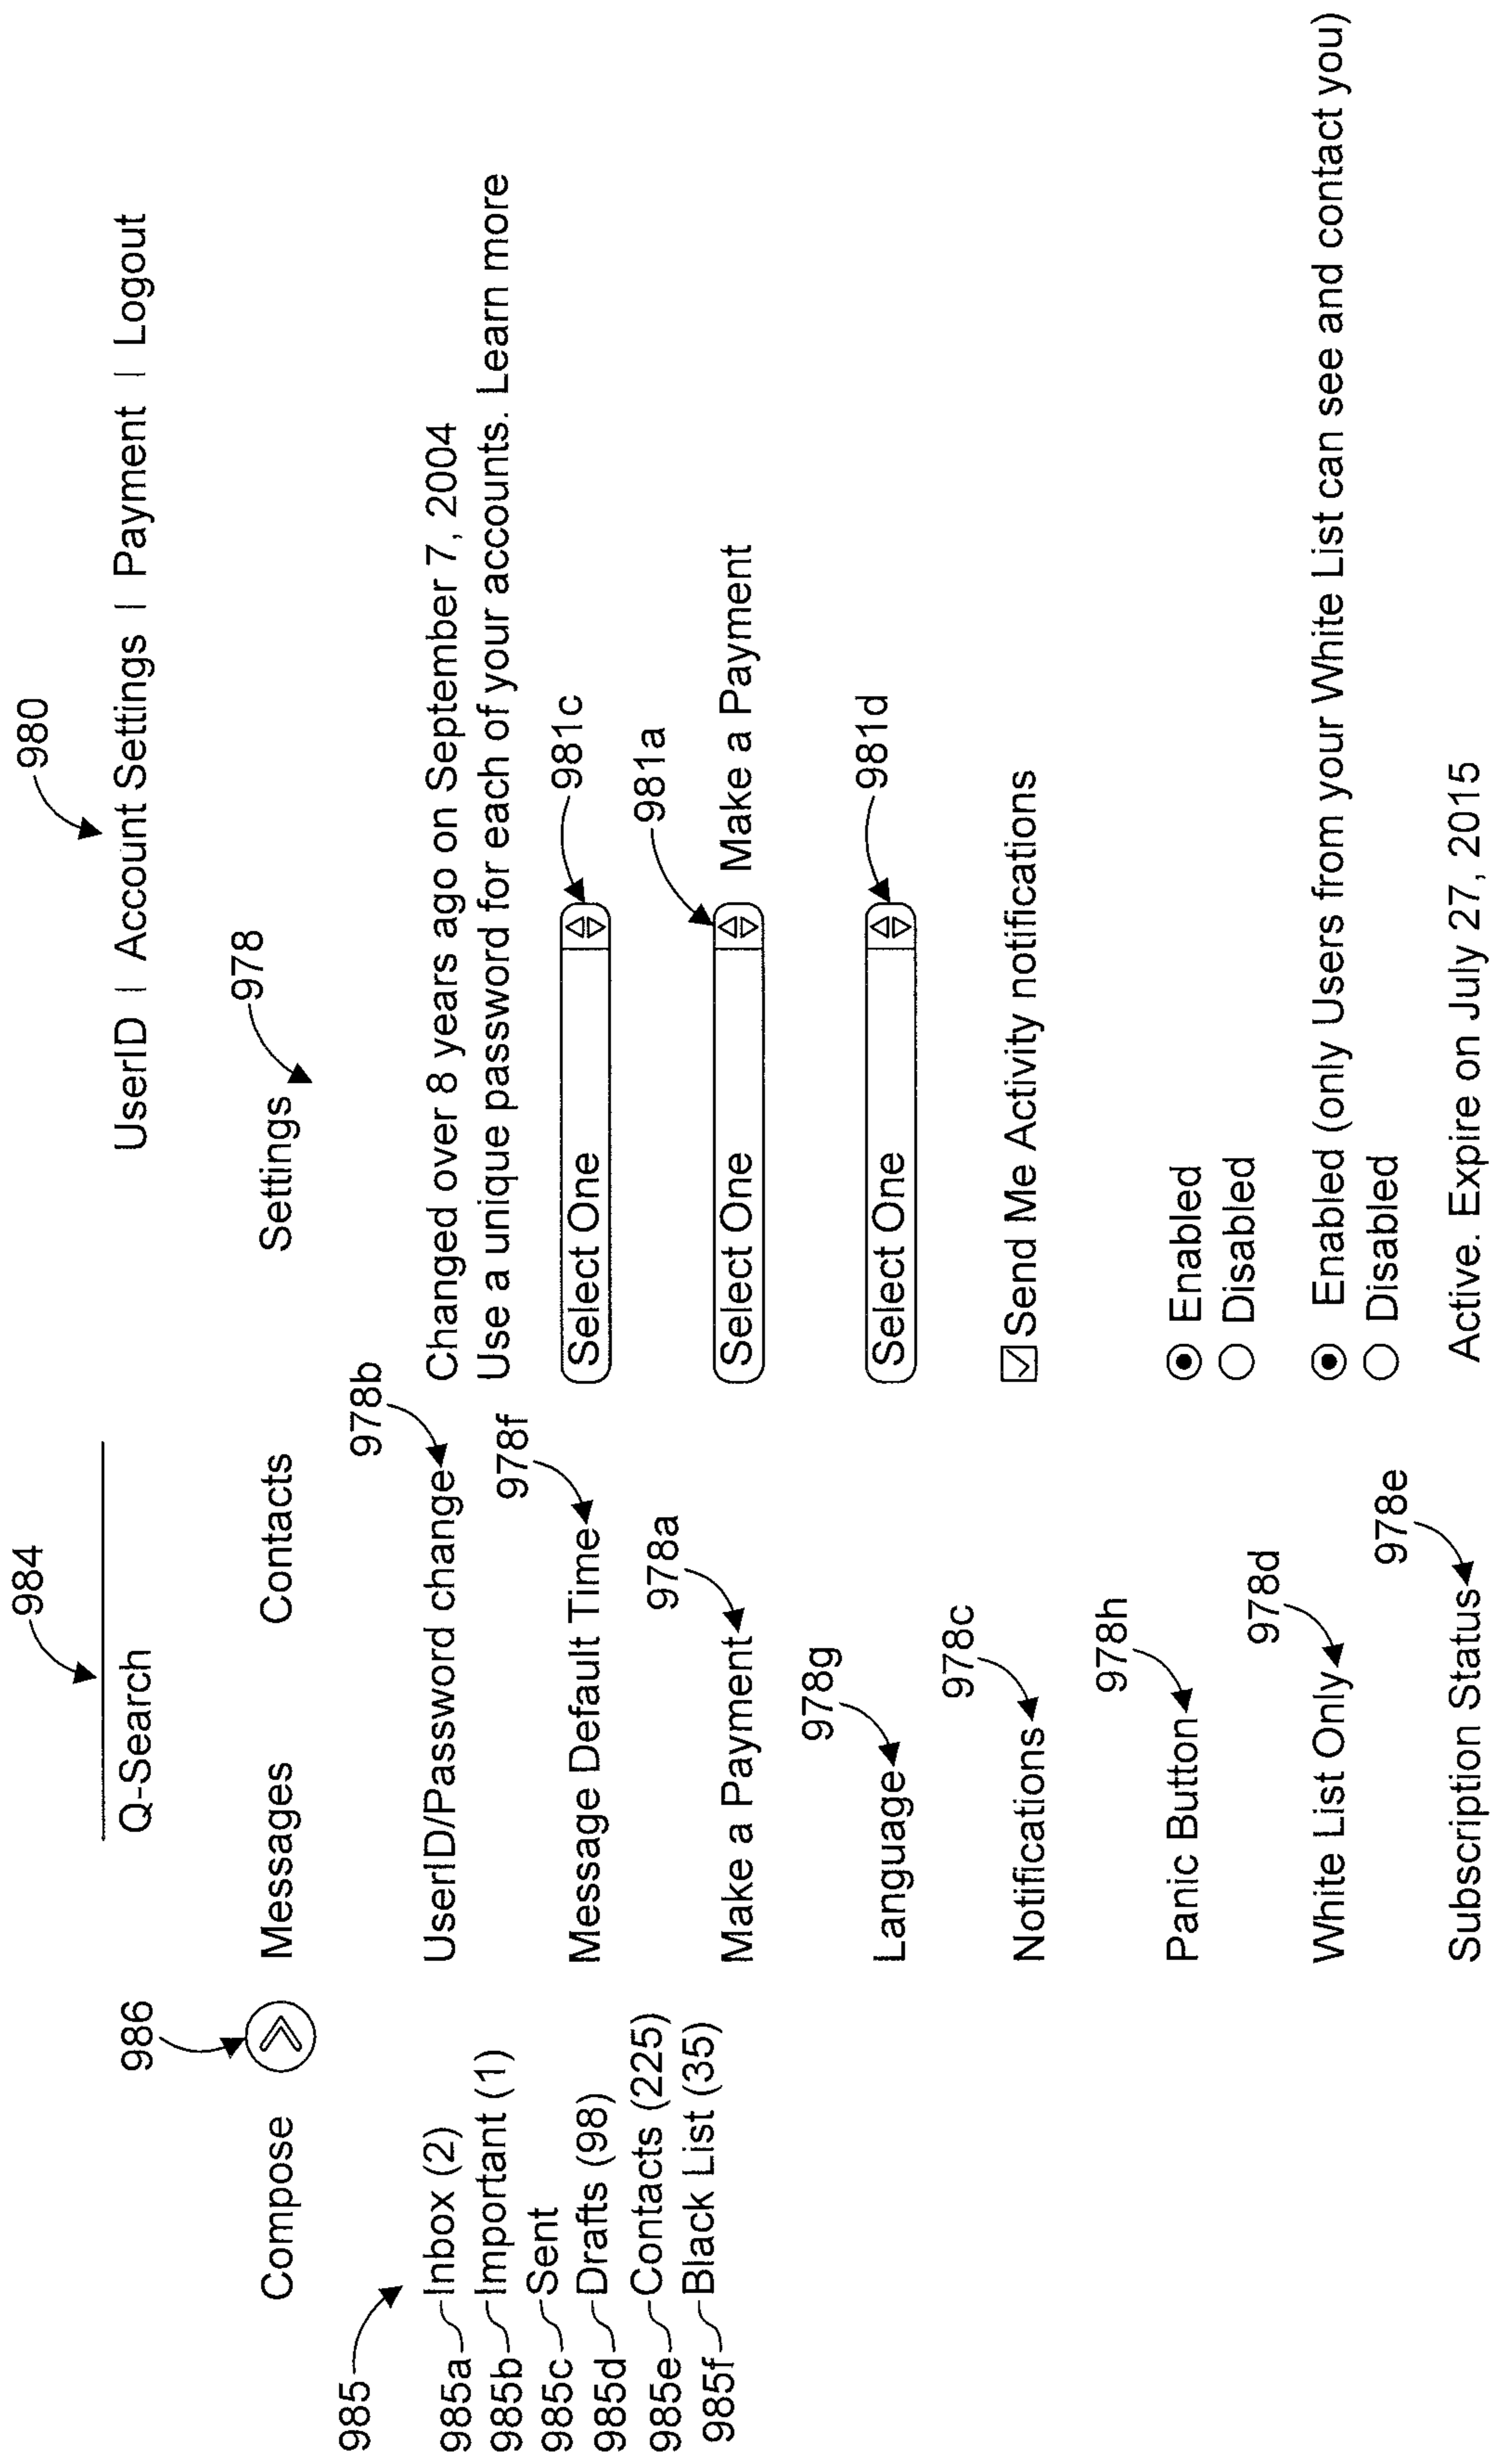 984
980
Q-Search
UserID | Account Settings | Payment | Logout
986
978
Compose
Messages
Contacts
Settings
985
978b
985a Inbox (2)
UserID/Password change
Changed over 8 years ago on September 7, 2004
985b Important (1)
978f
Use a unique password for each of your accounts. Learn more
985c Sent
985d Drafts (98)
Message Default Time
Select One
981c
985e Contacts (225)
978a
981a
985f Black List (35)
Make a Payment
Select One
Make a Payment
978g
Language
Select One
981d
978c
Notifications
Send Me Activity notifications
978h
Panic Button
Enabled
Disabled
978d
White List Only
Enabled (only Users from your White List can see and contact you)
Disabled
978e
Subscription Status
Active. Expire on July 27, 2015